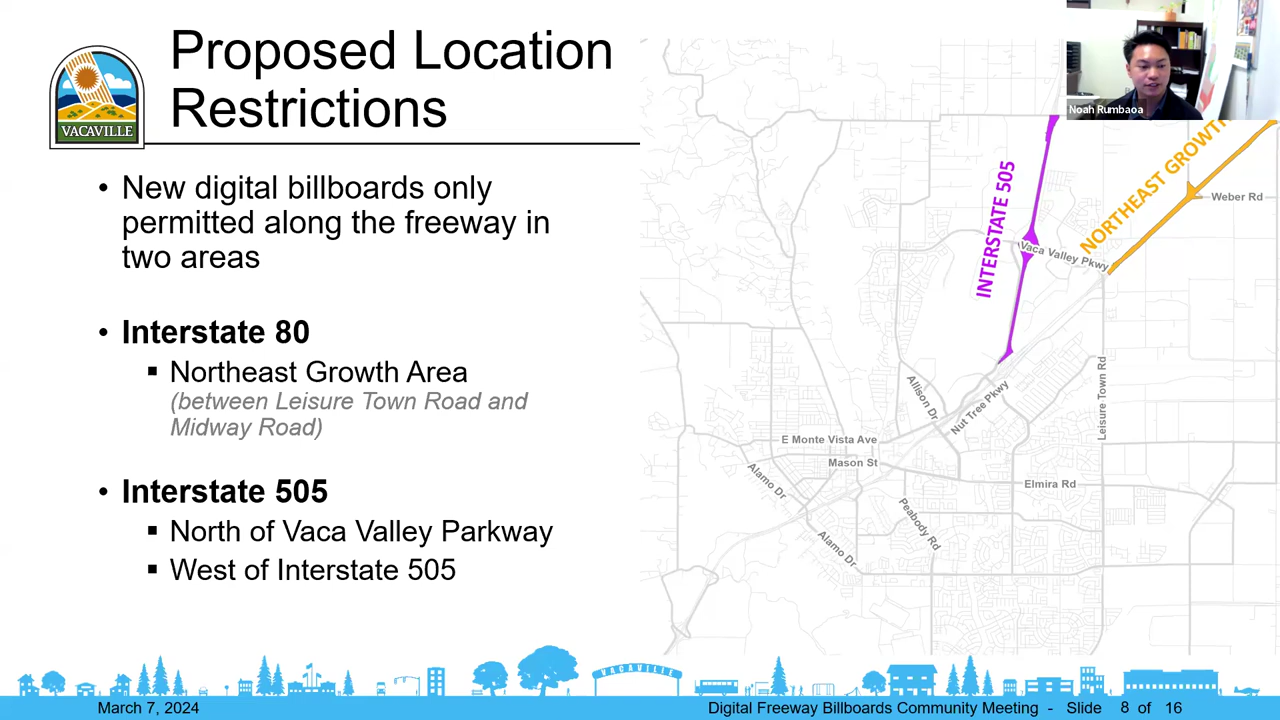 Proposed Location
Restrictions
VACAVILLE
• New digital billboards only
permitted along the freeway in
two areas
• Interstate 80
▪ Northeast Growth Area
(between Leisure Town Road and
Midway Road)
• Interstate 505
▪ North of Vaca Valley Parkway
▪ West of Interstate 505
Noah Rumbaoa
INTERSTATE 505
NORTHEAST GROWTH
Weber Rd
Vaca Valley Pkwy
Allison Dr
Nut Tree Pkwy
Leisure Town Rd
E Monte Vista Ave
Mason St
Elmira Rd
Alamo Dr
Peabody Rd
Alamo Dr
VACAVILLE
March 7, 2024
Digital Freeway Billboards Community Meeting - Slide 8 of 16